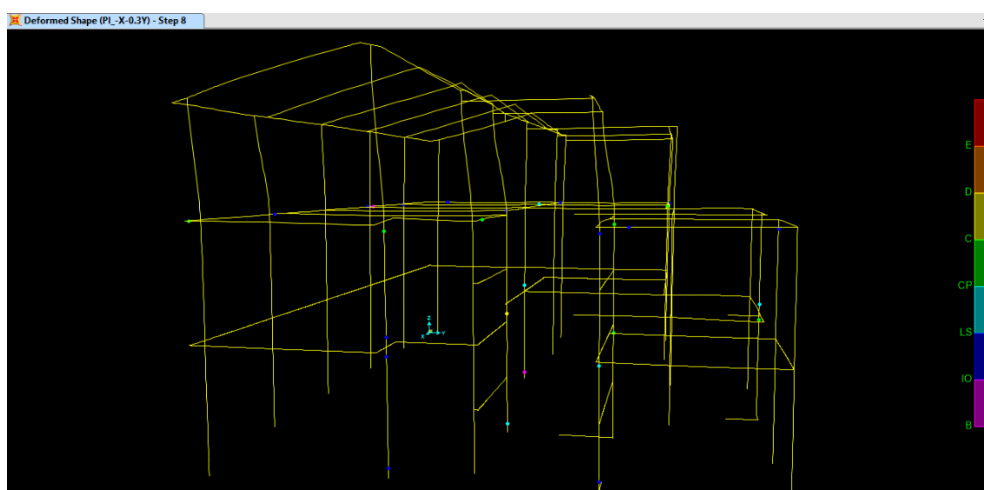 Deformed Shape (PI_-X-0.3Y) - Step 8
E
D
C
CP
LS
IO
B
Z
X
Y